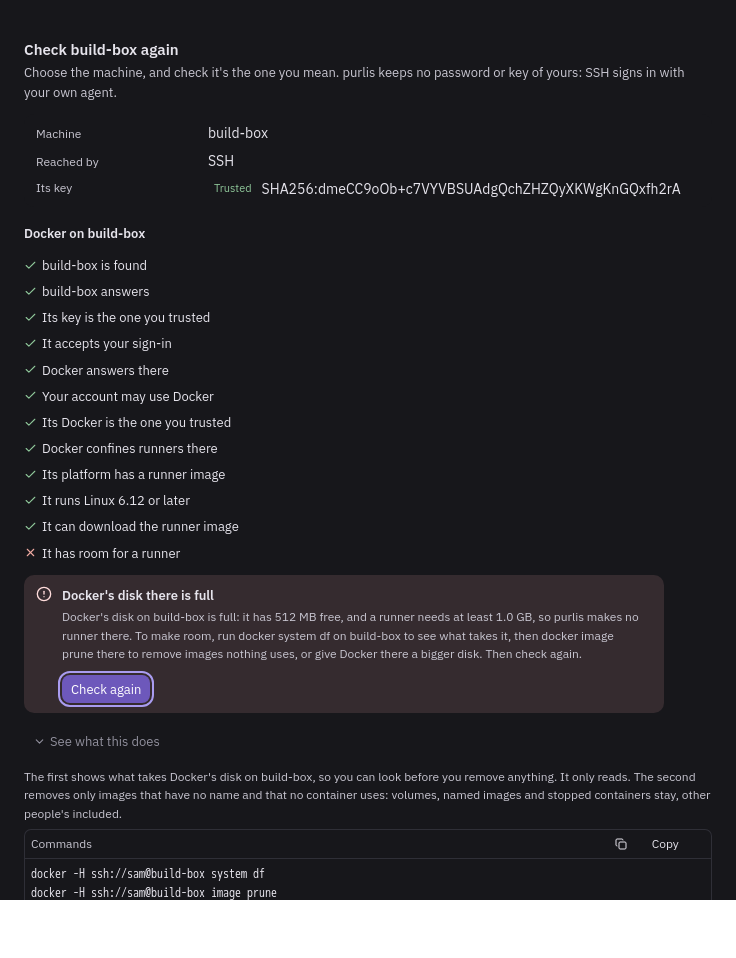 Check build-box again
Choose the machine, and check it's the one you mean. purlis keeps no password or key of yours: SSH signs in with
your own agent.
Machine build-box
Reached by SSH
Its key Trusted SHA256:dmeCC9oOb+c7VYVBSUAdgQchZHZQyXKWgKnGQxfh2rA
Docker on build-box
build-box is found
build-box answers
Its key is the one you trusted
It accepts your sign-in
Docker answers there
Your account may use Docker
Its Docker is the one you trusted
Docker confines runners there
Its platform has a runner image
It runs Linux 6.12 or later
It can download the runner image
It has room for a runner
Docker's disk there is full
Docker's disk on build-box is full: it has 512 MB free, and a runner needs at least 1.0 GB, so purlis makes no
runner there. To make room, run docker system df on build-box to see what takes it, then docker image
prune there to remove images nothing uses, or give Docker there a bigger disk. Then check again.
Check again
See what this does
The first shows what takes Docker's disk on build-box, so you can look before you remove anything. It only reads. The second
removes only images that have no name and that no container uses: volumes, named images and stopped containers stay, other
people's included.
Commands Copy
docker -H ssh://sam@build-box system df
docker -H ssh://sam@build-box image prune